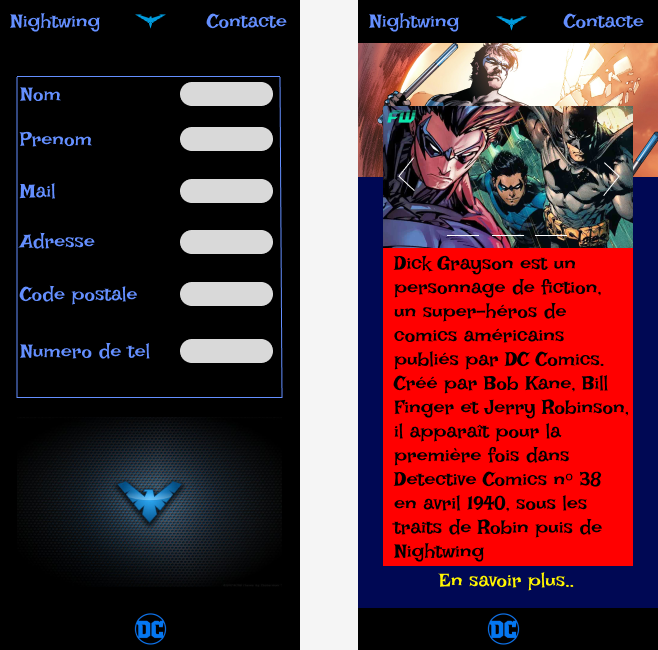 Nightwing
Contacte
Nom
Prenom
Mail
Adresse
Code postale
Numero de tel
DC
Nightwing
Contacte
FW
Dick Grayson est un
personnage de fiction,
un super-héros de
comics américains
publiés par DC Comics.
Créé par Bob Kane, Bill
Finger et Jerry Robinson,
il apparaît pour la
première fois dans
Detective Comics nº 38
en avril 1940, sous les
traits de Robin puis de
Nightwing
En savoir plus..
DC